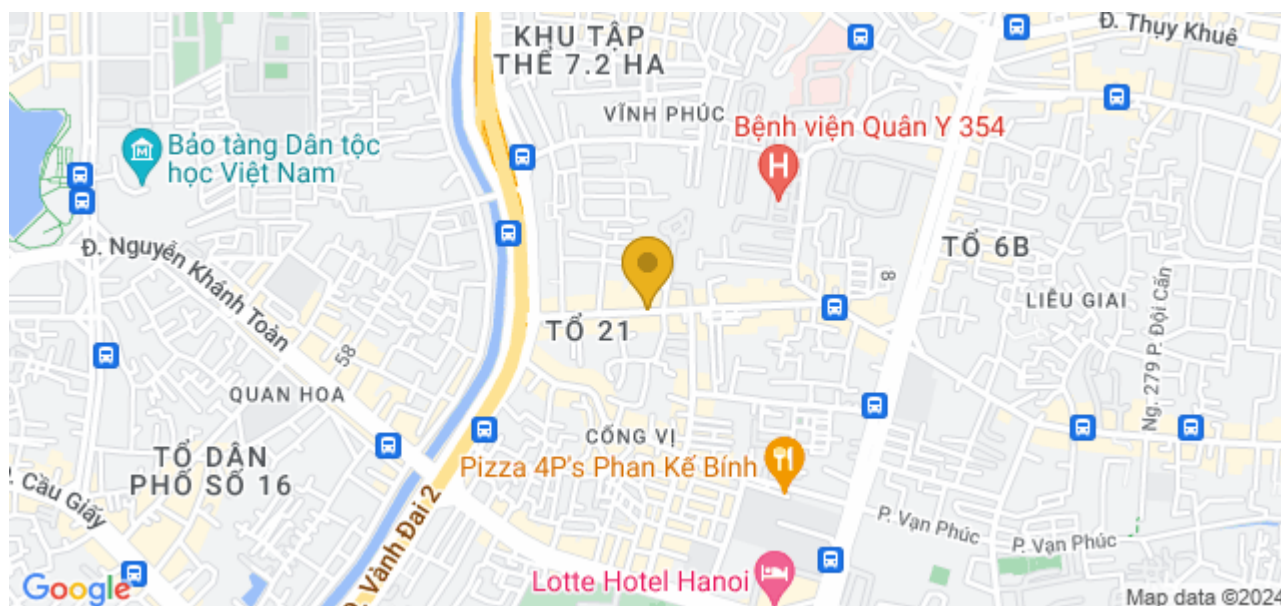 KHU TẬP
THỂ 7.2 HA
Đ. Thụy Khuê
VĨNH PHÚC
Bệnh viện Quân Y 354
Bảo tàng Dân tộc
học Việt Nam
Đ. Nguyễn Khánh Toàn
TỔ 6B
8
LIỄU GIAI
Ng. 279 P. Đội Cấn
TỔ 21
58
QUAN HOA
CỐNG VỊ
TỔ DÂN
PHỐ SỐ 16
Pizza 4P's Phan Kế Bính
Cầu Giấy
Vành Đai 2
P. Vạn Phúc
P. Vạn Phúc
Lotte Hotel Hanoi
Google
Map data ©2024